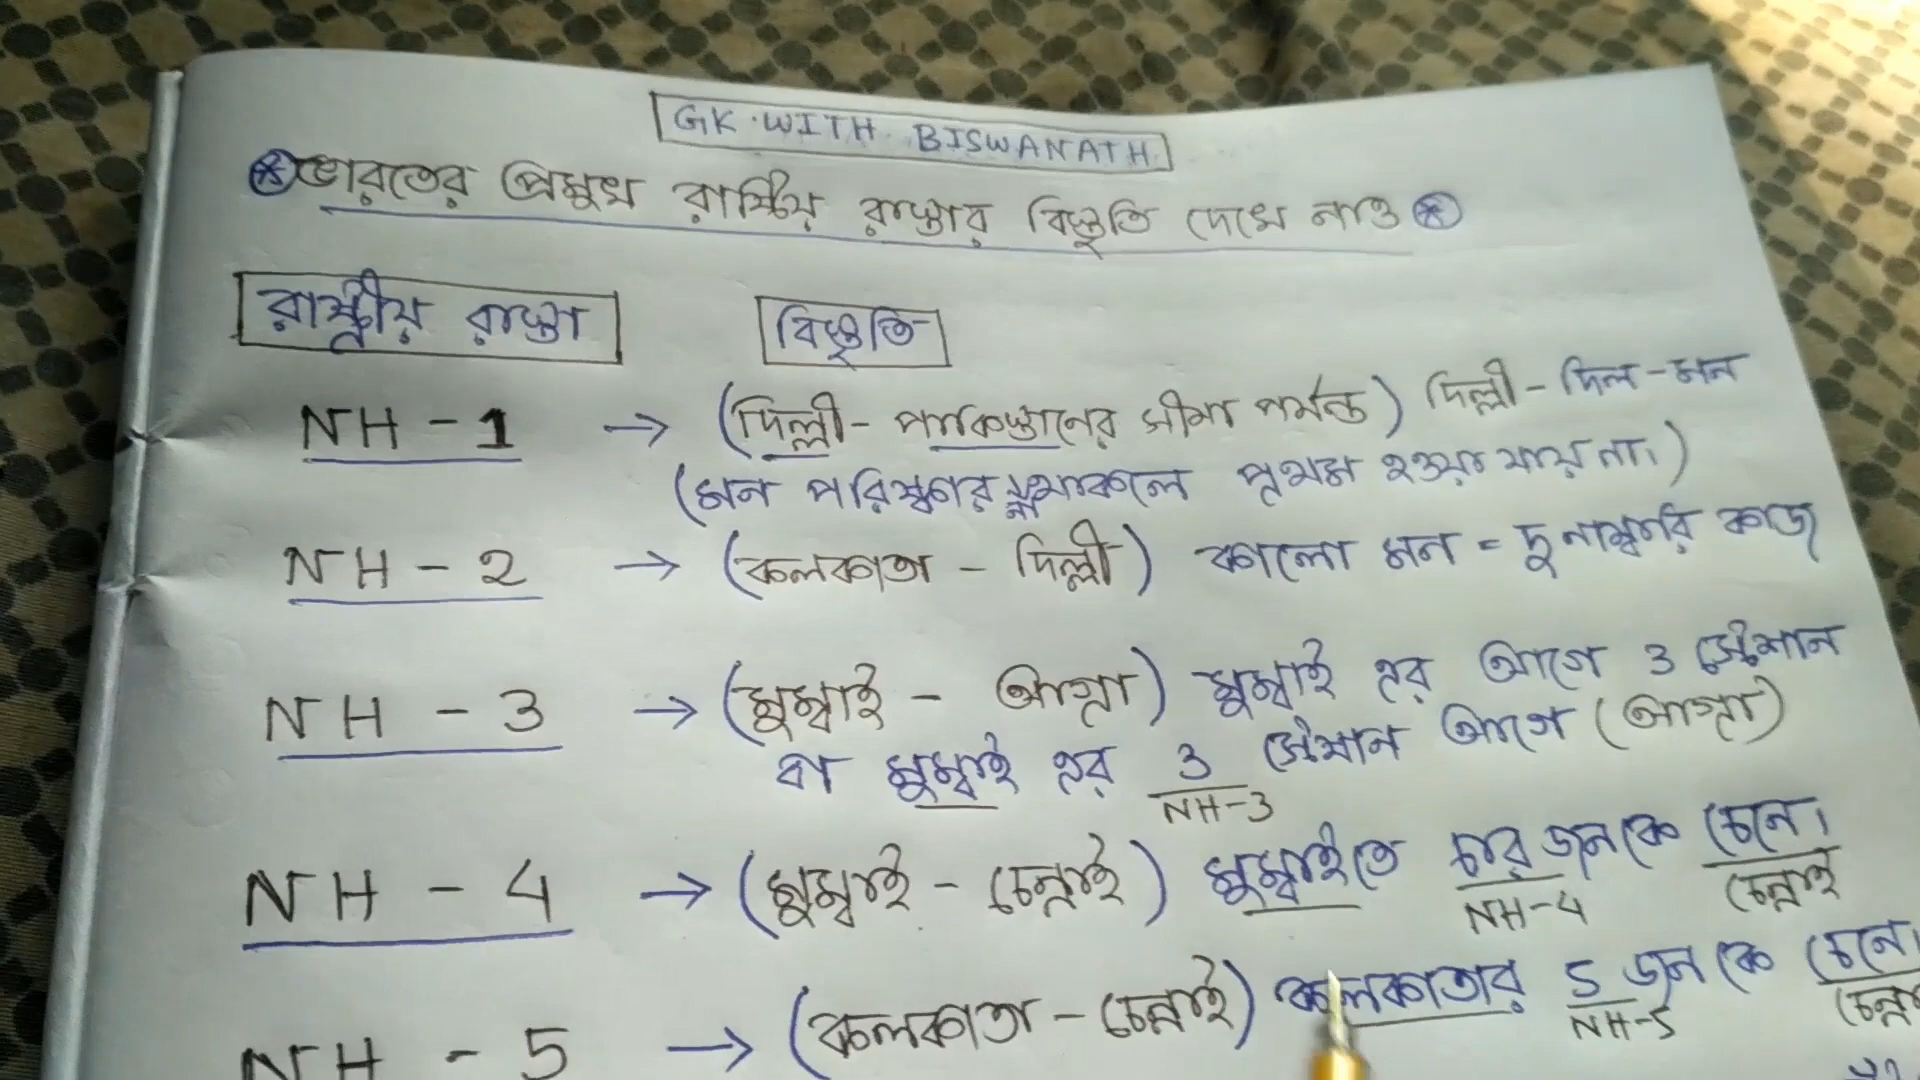 GK WITH BISWANATH
ভারতের প্রমুখ রাষ্টিয় রাস্তার বিস্তৃতি দেখে নাও
রাষ্ট্রীয় রাস্তা বিস্তৃতি
NH - 1 → (দিল্লী - পাকিস্তানের সীমা পর্যন্ত) দিল্লী - দিল - মন
(মন পরিষ্কার না থাকলে প্রথম হওয়া যায় না।)
NH - 2 → (কলকাতা - দিল্লী) কালো মন = দুনাম্বারি কাজ
NH - 3 → (মুম্বাই - আগ্রা) মুম্বাই এর আগে 3 স্টেশান
বা মুম্বাই এর 3 স্টেশান আগে (আগ্রা)
NH-3
NH - 4 → (মুম্বাই - চেন্নাই) মুম্বাইতে চার জনকে চেনে।
NH-4 চেন্নাই
NH - 5 → (কলকাতা - চেন্নাই) কলকাতার 5 জন কে চেনে।
NH-5